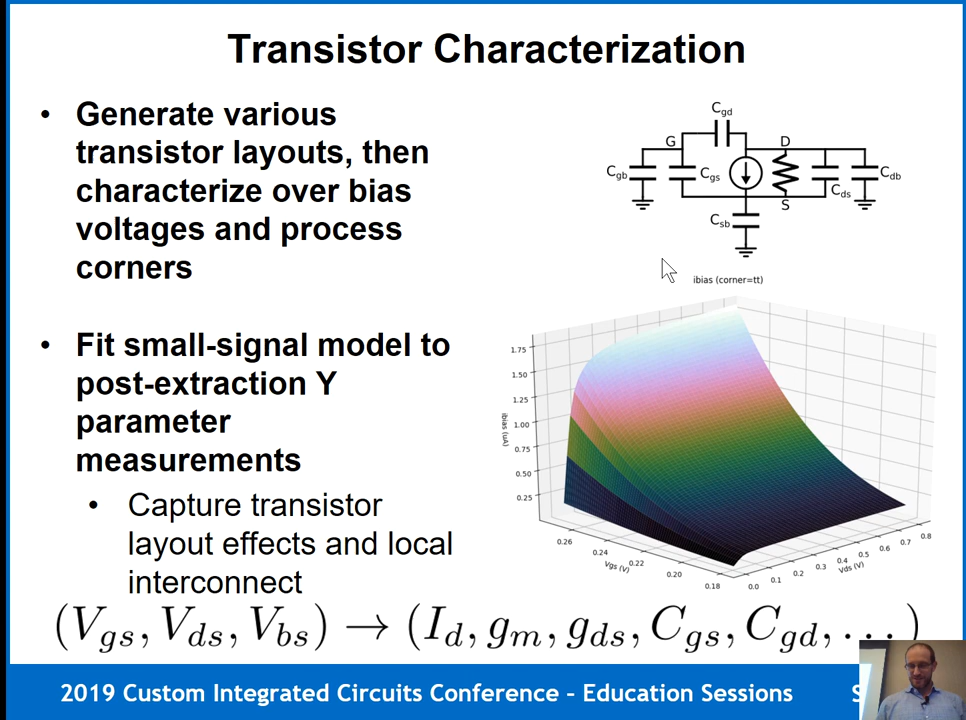 Transistor Characterization
• Generate various
transistor layouts, then
characterize over bias
voltages and process
corners
• Fit small-signal model to
post-extraction Y
parameter
measurements
• Capture transistor
layout effects and local
interconnect
C_gd
G
D
C_gb
C_gs
C_ds
C_db
S
C_sb
ibias (corner=tt)
1.75
1.50
1.25
1.00
0.75
0.50
0.25
ibias (uA)
0.26
0.24
0.22
0.20
0.18
Vgs (V)
0.0
0.1
0.2
0.3
0.4
0.5
0.6
0.7
0.8
Vds (V)
(V_gs, V_ds, V_bs) → (I_d, g_m, g_ds, C_gs, C_gd, ...)
2019 Custom Integrated Circuits Conference - Education Sessions